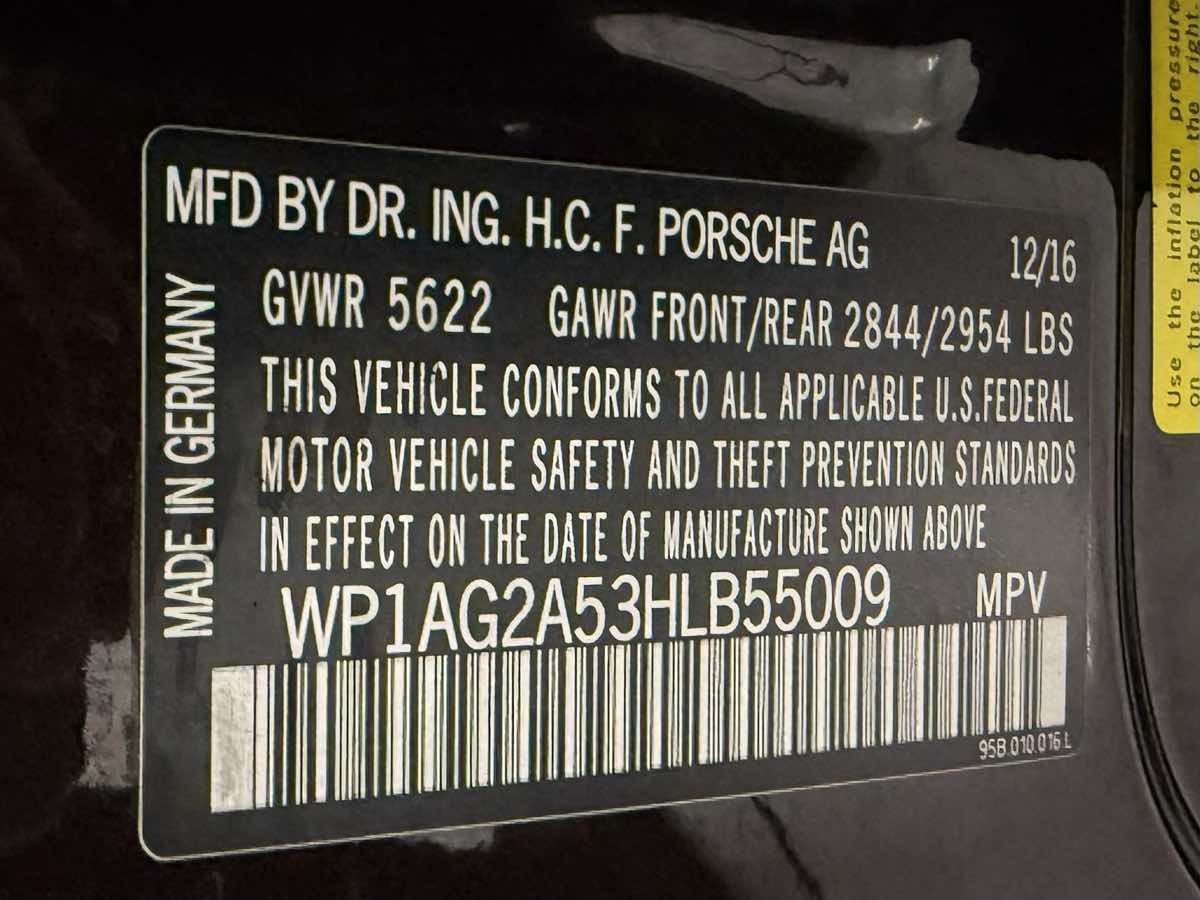 MFD BY DR. ING. H.C. F. PORSCHE AG 12/16
GVWR 5622 GAWR FRONT/REAR 2844/2954 LBS
THIS VEHICLE CONFORMS TO ALL APPLICABLE U.S.FEDERAL
MOTOR VEHICLE SAFETY AND THEFT PREVENTION STANDARDS
IN EFFECT ON THE DATE OF MANUFACTURE SHOWN ABOVE
WP1AG2A53HLB55009 MPV
95B.010.016 L
MADE IN GERMANY
Use the inflation pressure
on the label to the right.